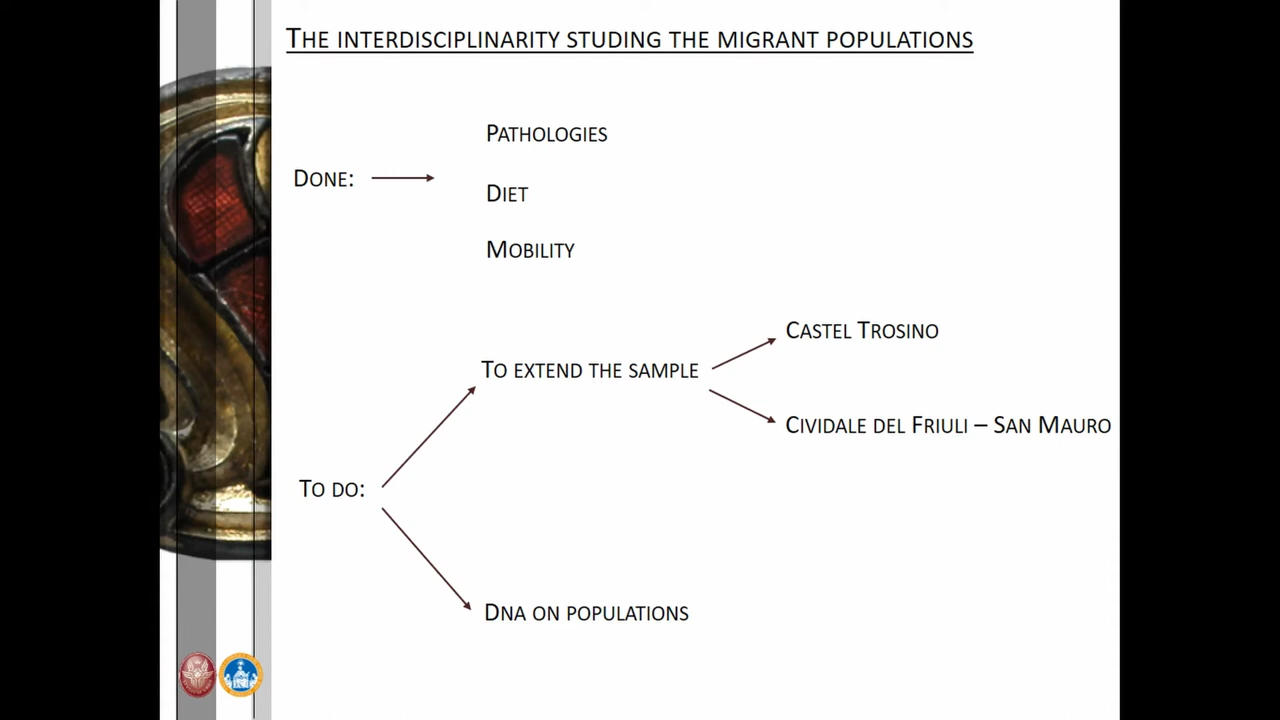 THE INTERDISCIPLINARITY STUDING THE MIGRANT POPULATIONS
PATHOLOGIES
DONE:
DIET
MOBILITY
CASTEL TROSINO
TO EXTEND THE SAMPLE
CIVIDALE DEL FRIULI – SAN MAURO
TO DO:
DNA ON POPULATIONS